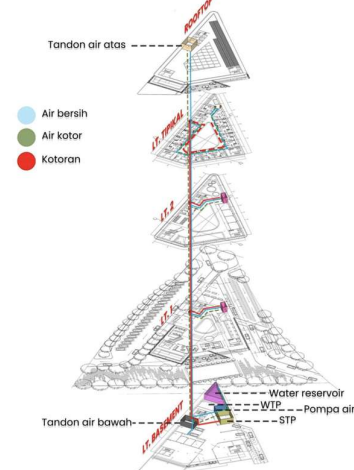 ROOFTOP
Tandon air atas
Air bersih
Air kotor
Kotoran
LT. TIPIKAL
LT. 2
LT. 1
Water reservoir
WTP
Pompa air
STP
Tandon air bawah
LT. BASEMENT